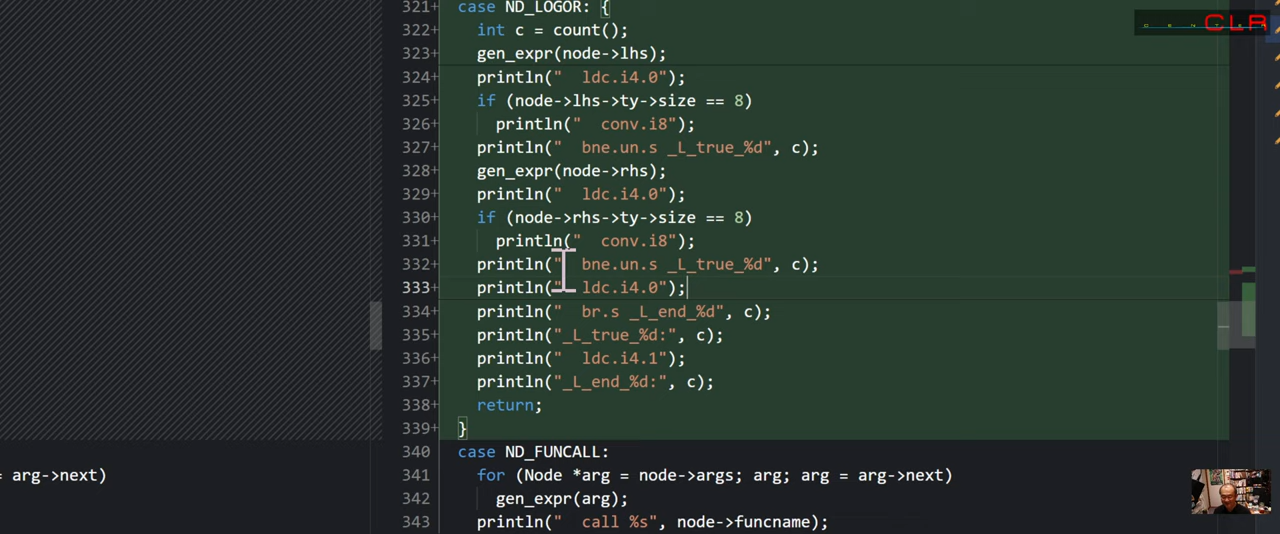 321+ case ND_LOGOR: {
322+ int c = count();
323+ gen_expr(node->lhs);
324+ println("  ldc.i4.0");
325+ if (node->lhs->ty->size == 8)
326+ println("  conv.i8");
327+ println("  bne.un.s _L_true_%d", c);
328+ gen_expr(node->rhs);
329+ println("  ldc.i4.0");
330+ if (node->rhs->ty->size == 8)
331+ println("  conv.i8");
332+ println("  bne.un.s _L_true_%d", c);
333+ println("  ldc.i4.0");
334+ println("  br.s _L_end_%d", c);
335+ println("_L_true_%d:", c);
336+ println("  ldc.i4.1");
337+ println("_L_end_%d:", c);
338+ return;
339+ }
340 case ND_FUNCALL:
= arg->next) 341 for (Node *arg = node->args; arg; arg = arg->next)
342 gen_expr(arg);
343 println("  call %s", node->funcname);
CENTER CLR